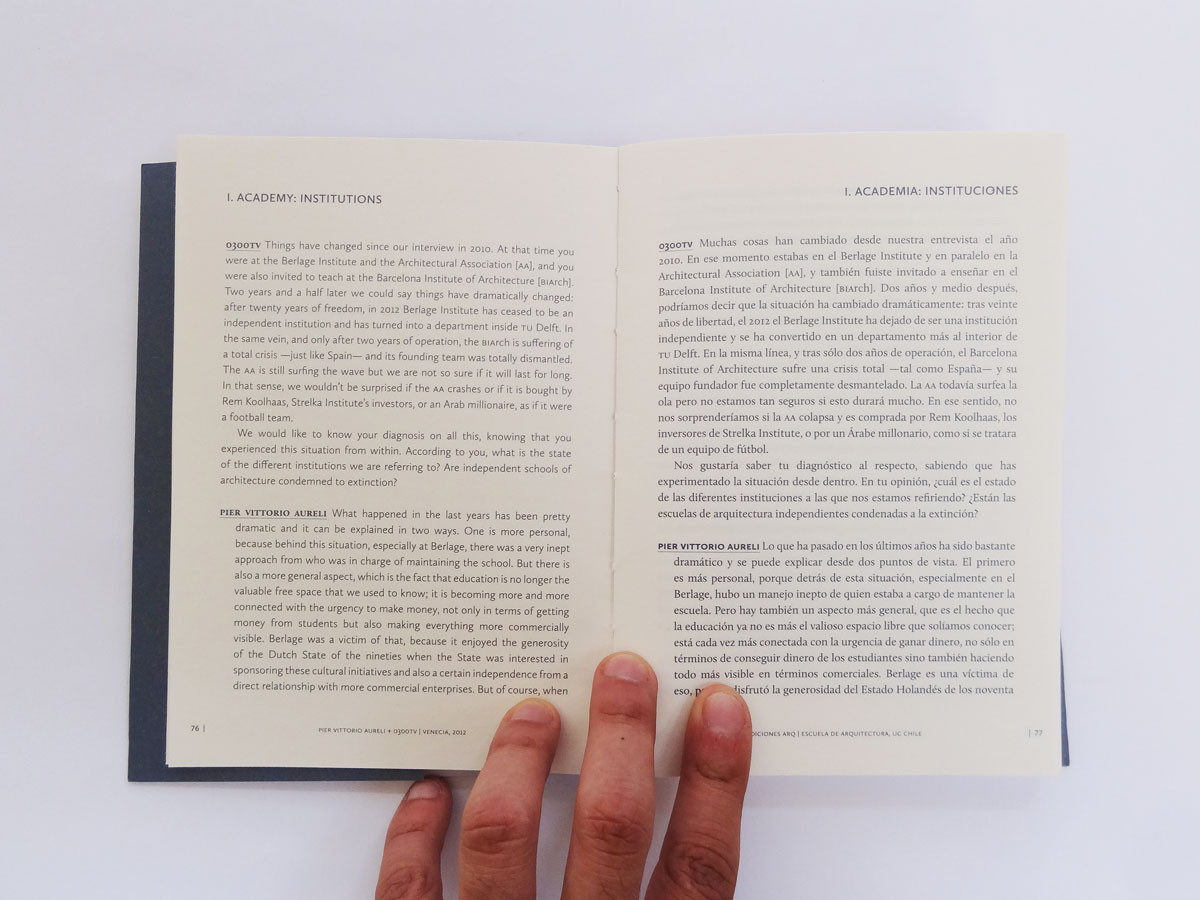 I. ACADEMY: INSTITUTIONS
0300TV Things have changed since our interview in 2010. At that time you
were at the Berlage Institute and the Architectural Association [AA], and you
were also invited to teach at the Barcelona Institute of Architecture [BIArch].
Two years and a half later we could say things have dramatically changed:
after twenty years of freedom, in 2012 Berlage Institute has ceased to be an
independent institution and has turned into a department inside TU Delft. In
the same vein, and only after two years of operation, the BIArch is suffering of
a total crisis —just like Spain— and its founding team was totally dismantled.
The AA is still surfing the wave but we are not so sure if it will last for long.
In that sense, we wouldn't be surprised if the AA crashes or if it is bought by
Rem Koolhaas, Strelka Institute's investors, or an Arab millionaire, as if it were
a football team.
We would like to know your diagnosis on all this, knowing that you
experienced this situation from within. According to you, what is the state
of the different institutions we are referring to? Are independent schools of
architecture condemned to extinction?
PIER VITTORIO AURELI What happened in the last years has been pretty
dramatic and it can be explained in two ways. One is more personal,
because behind this situation, especially at Berlage, there was a very inept
approach from who was in charge of maintaining the school. But there is
also a more general aspect, which is the fact that education is no longer the
valuable free space that we used to know; it is becoming more and more
connected with the urgency to make money, not only in terms of getting
money from students but also making everything more commercially
visible. Berlage was a victim of that, because it enjoyed the generosity
of the Dutch State of the nineties when the State was interested in
sponsoring these cultural initiatives and also a certain independence from a
direct relationship with more commercial enterprises. But of course, when
76 |
PIER VITTORIO AURELI + 0300TV | VENECIA, 2012
I. ACADEMIA: INSTITUCIONES
0300TV Muchas cosas han cambiado desde nuestra entrevista el año
2010. En ese momento estabas en el Berlage Institute y en paralelo en la
Architectural Association [AA], y también fuiste invitado a enseñar en el
Barcelona Institute of Architecture [BIArch]. Dos años y medio después,
podríamos decir que la situación ha cambiado dramáticamente: tras veinte
años de libertad, el 2012 el Berlage Institute ha dejado de ser una institución
independiente y se ha convertido en un departamento más al interior de
TU Delft. En la misma línea, y tras sólo dos años de operación, el Barcelona
Institute of Architecture sufre una crisis total —tal como España— y su
equipo fundador fue completamente desmantelado. La AA todavía surfea la
ola pero no estamos tan seguros si esto durará mucho. En ese sentido, no
nos sorprenderíamos si la AA colapsa y es comprada por Rem Koolhaas, los
inversores de Strelka Institute, o por un Árabe millonario, como si se tratara
de un equipo de fútbol.
Nos gustaría saber tu diagnóstico al respecto, sabiendo que has
experimentado la situación desde dentro. En tu opinión, ¿cuál es el estado
de las diferentes instituciones a las que nos estamos refiriendo? ¿Están las
escuelas de arquitectura independientes condenadas a la extinción?
PIER VITTORIO AURELI Lo que ha pasado en los últimos años ha sido bastante
dramático y se puede explicar desde dos puntos de vista. El primero
es más personal, porque detrás de esta situación, especialmente en el
Berlage, hubo un manejo inepto de quien estaba a cargo de mantener la
escuela. Pero hay también un aspecto más general, que es el hecho que
la educación ya no es más el valioso espacio libre que solíamos conocer;
está cada vez más conectada con la urgencia de ganar dinero, no sólo en
términos de conseguir dinero de los estudiantes sino también haciendo
todo más visible en términos comerciales. Berlage es una víctima de
eso, disfrutó la generosidad del Estado Holandés de los noventa
DICIONES ARQ | ESCUELA DE ARQUITECTURA, UC CHILE
| 77